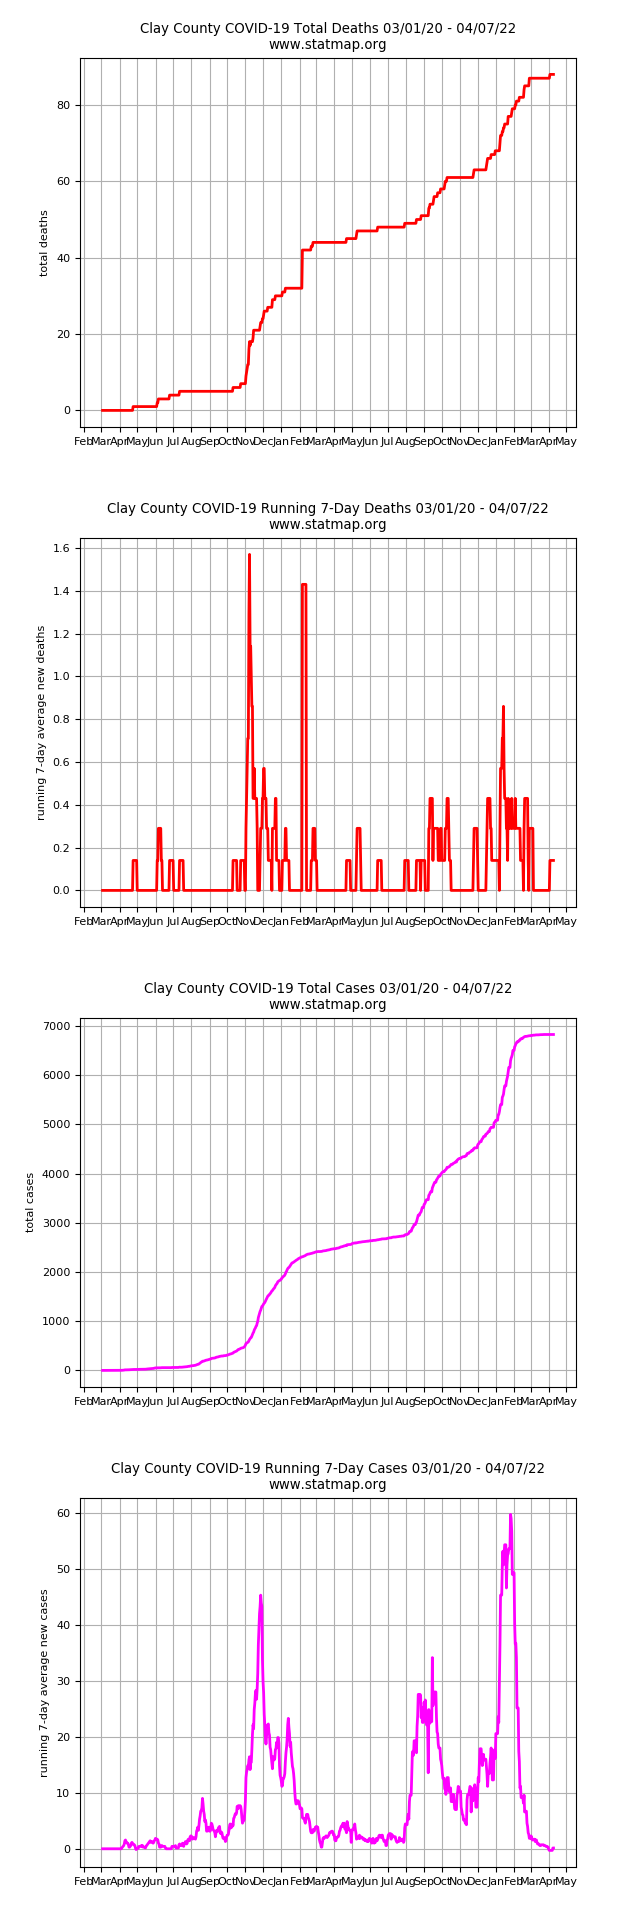 Clay County COVID-19 Total Deaths 03/01/20 - 04/07/22
www.statmap.org
total deaths
80
60
40
20
0
Feb Mar Apr May Jun Jul Aug Sep Oct Nov Dec Jan Feb Mar Apr May Jun Jul Aug Sep Oct Nov Dec Jan Feb Mar Apr May
Clay County COVID-19 Running 7-Day Deaths 03/01/20 - 04/07/22
www.statmap.org
running 7-day average new deaths
1.6
1.4
1.2
1.0
0.8
0.6
0.4
0.2
0.0
Feb Mar Apr May Jun Jul Aug Sep Oct Nov Dec Jan Feb Mar Apr May Jun Jul Aug Sep Oct Nov Dec Jan Feb Mar Apr May
Clay County COVID-19 Total Cases 03/01/20 - 04/07/22
www.statmap.org
total cases
7000
6000
5000
4000
3000
2000
1000
0
Feb Mar Apr May Jun Jul Aug Sep Oct Nov Dec Jan Feb Mar Apr May Jun Jul Aug Sep Oct Nov Dec Jan Feb Mar Apr May
Clay County COVID-19 Running 7-Day Cases 03/01/20 - 04/07/22
www.statmap.org
running 7-day average new cases
60
50
40
30
20
10
0
Feb Mar Apr May Jun Jul Aug Sep Oct Nov Dec Jan Feb Mar Apr May Jun Jul Aug Sep Oct Nov Dec Jan Feb Mar Apr May